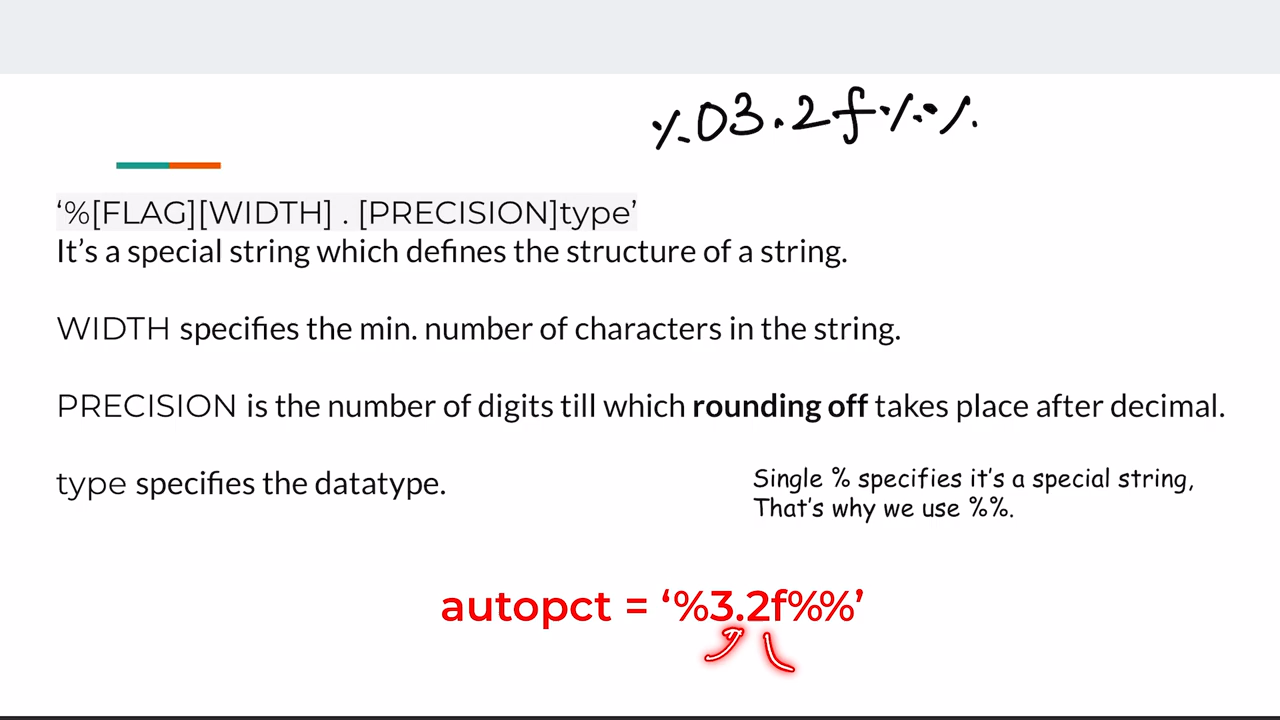 %03.2f%%
‘%[FLAG][WIDTH] . [PRECISION]type’
It’s a special string which defines the structure of a string.
WIDTH specifies the min. number of characters in the string.
PRECISION is the number of digits till which rounding off takes place after decimal.
type specifies the datatype.
Single % specifies it’s a special string,
That’s why we use %%.
autopct = ‘%3.2f%%’